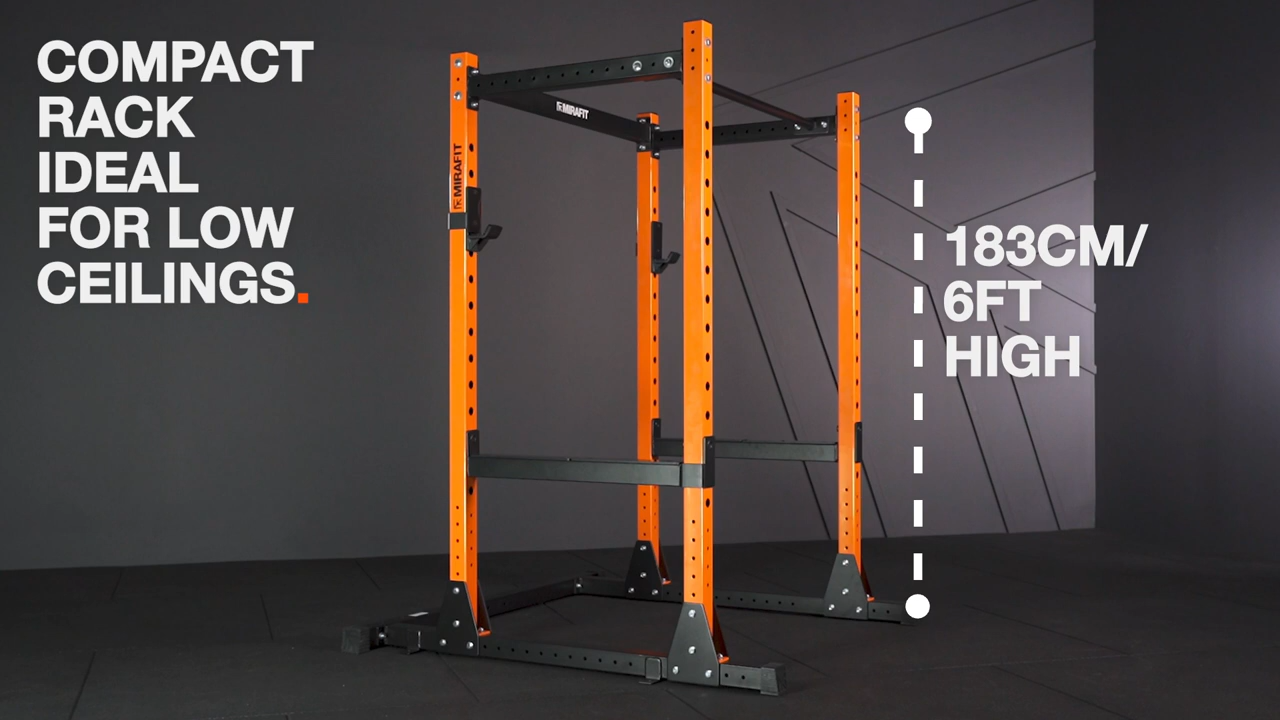 COMPACT
RACK
IDEAL
FOR LOW
CEILINGS.
MIRAFIT
MIRAFIT
183CM/
6FT
HIGH